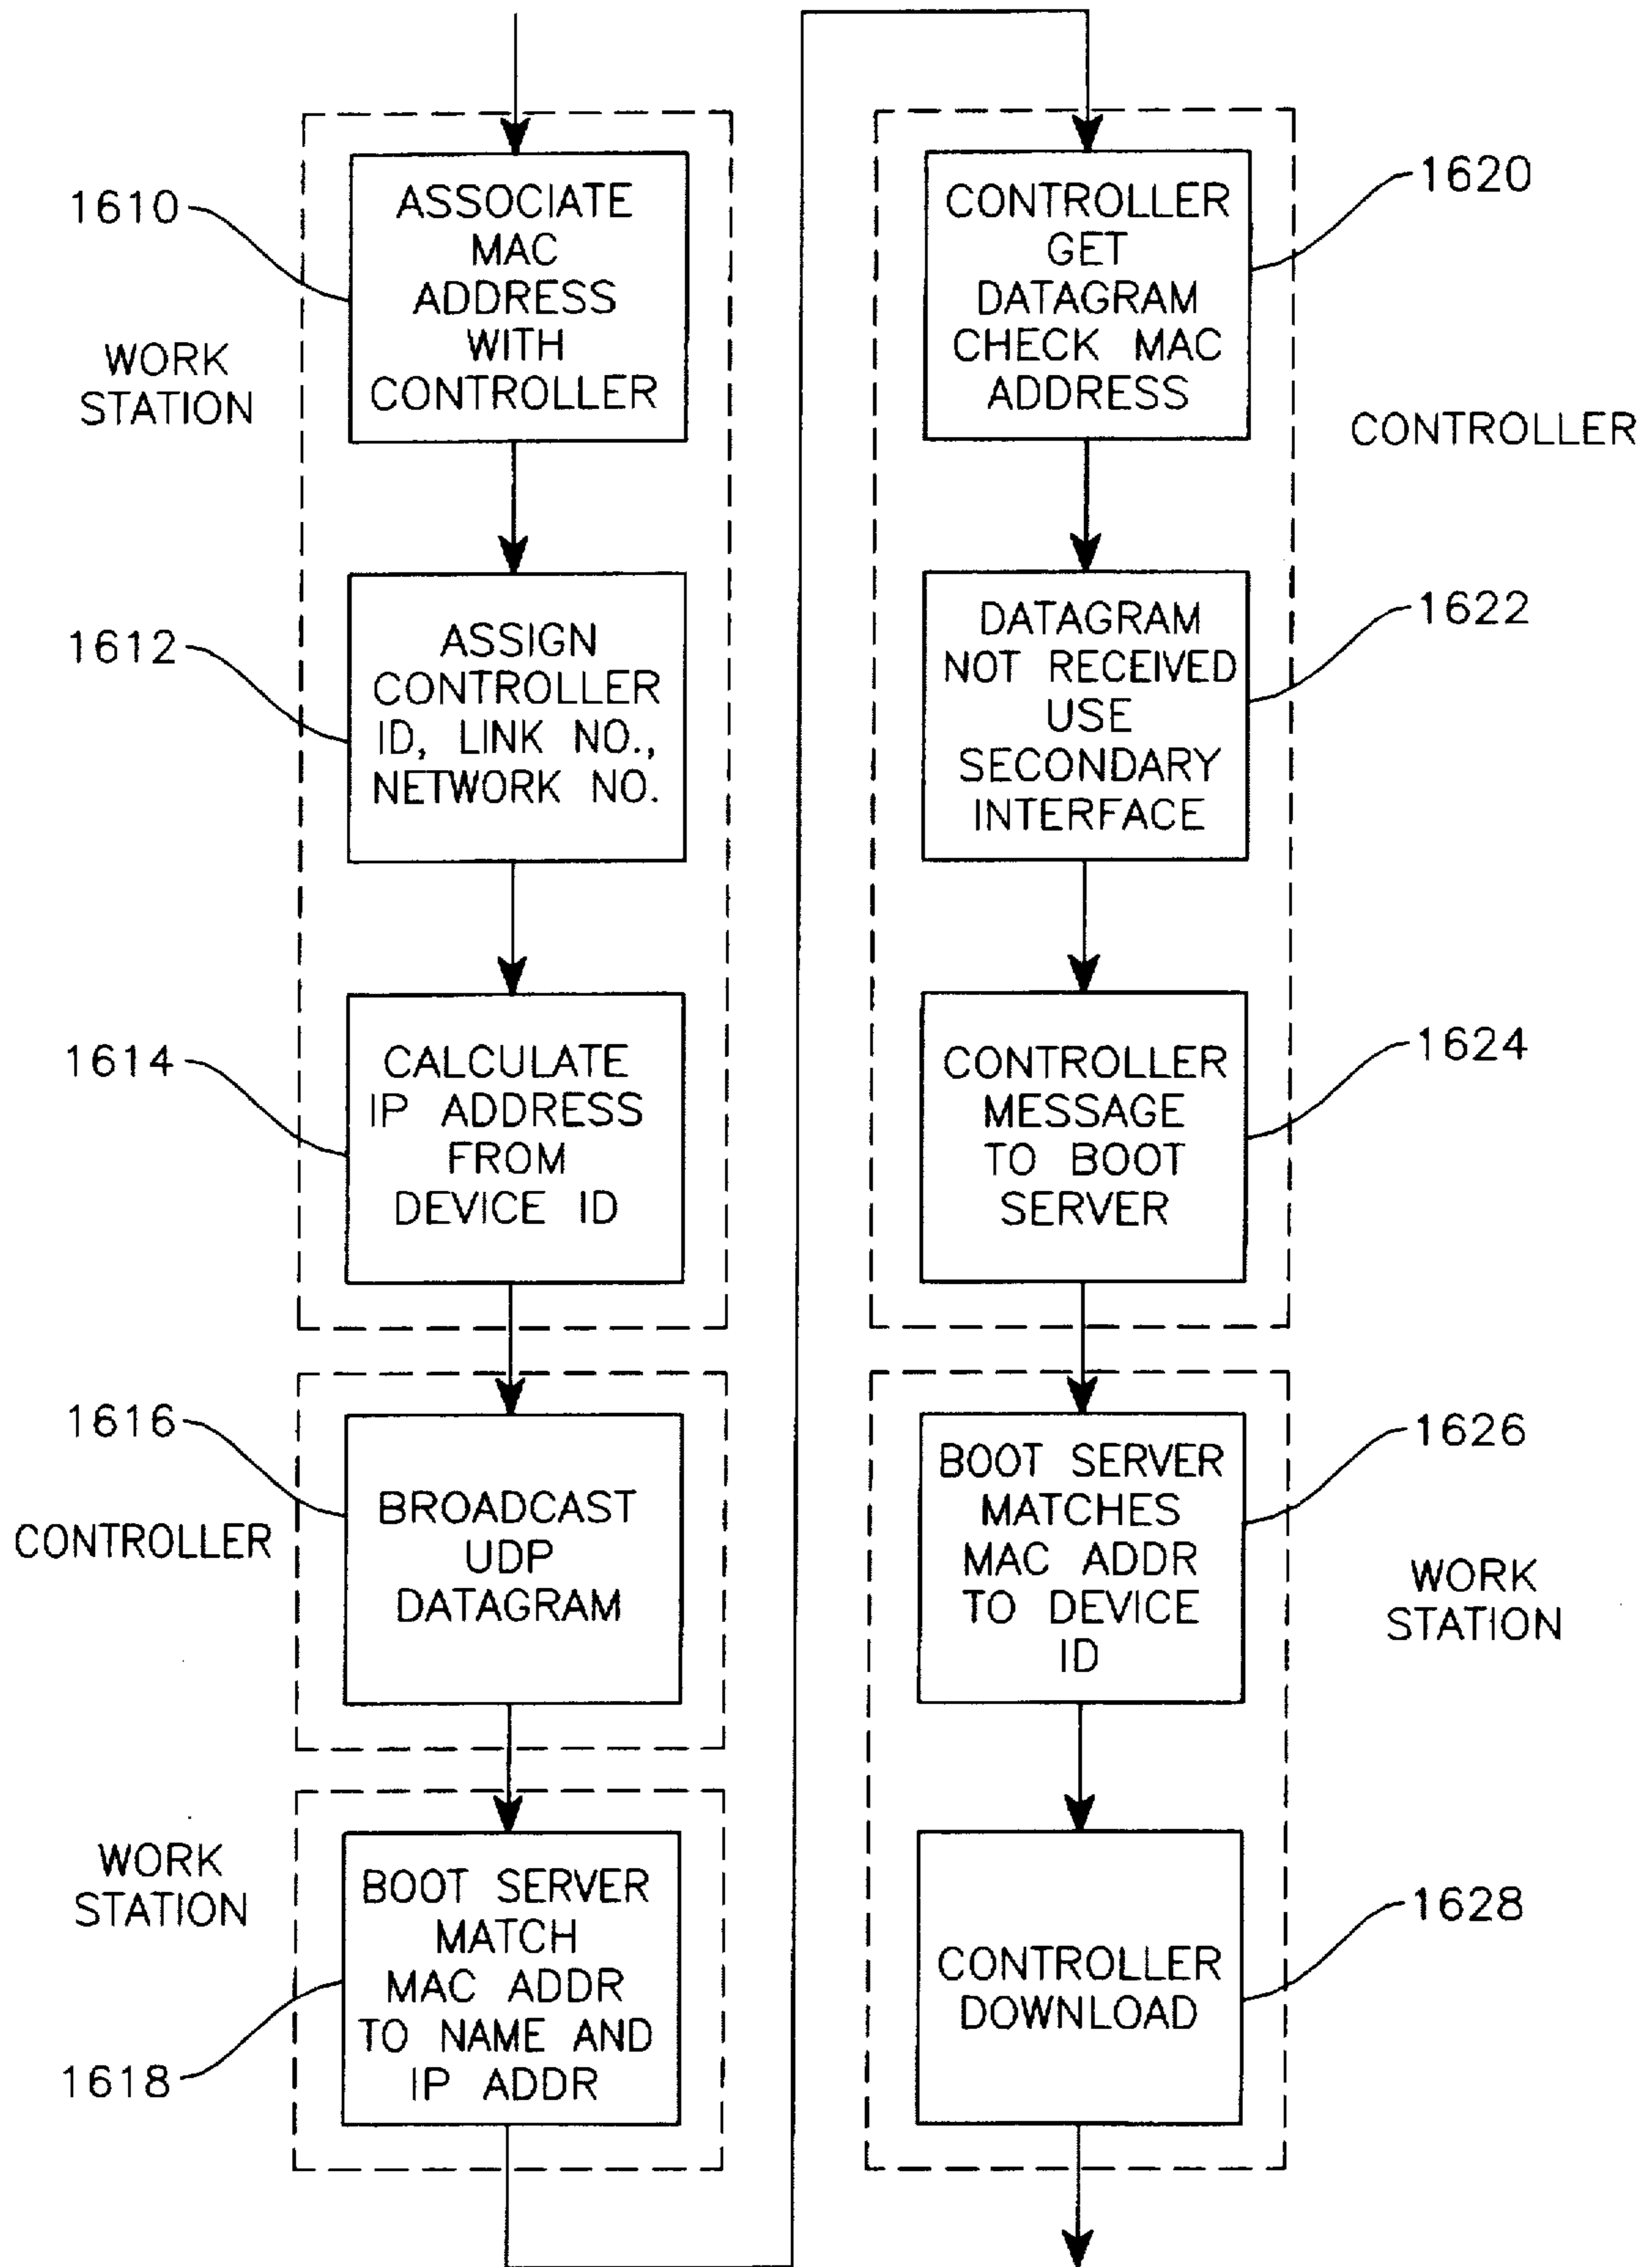 1610
ASSOCIATE
MAC
ADDRESS
WITH
CONTROLLER
WORK
STATION
1612
ASSIGN
CONTROLLER
ID, LINK NO.,
NETWORK NO.
1614
CALCULATE
IP ADDRESS
FROM
DEVICE ID
1616
BROADCAST
UDP
DATAGRAM
CONTROLLER
WORK
STATION
BOOT SERVER
MATCH
MAC ADDR
TO NAME AND
IP ADDR
1618
CONTROLLER
GET
DATAGRAM
CHECK MAC
ADDRESS
1620
CONTROLLER
DATAGRAM
NOT RECEIVED
USE
SECONDARY
INTERFACE
1622
CONTROLLER
MESSAGE
TO BOOT
SERVER
1624
BOOT SERVER
MATCHES
MAC ADDR
TO DEVICE
ID
1626
WORK
STATION
CONTROLLER
DOWNLOAD
1628